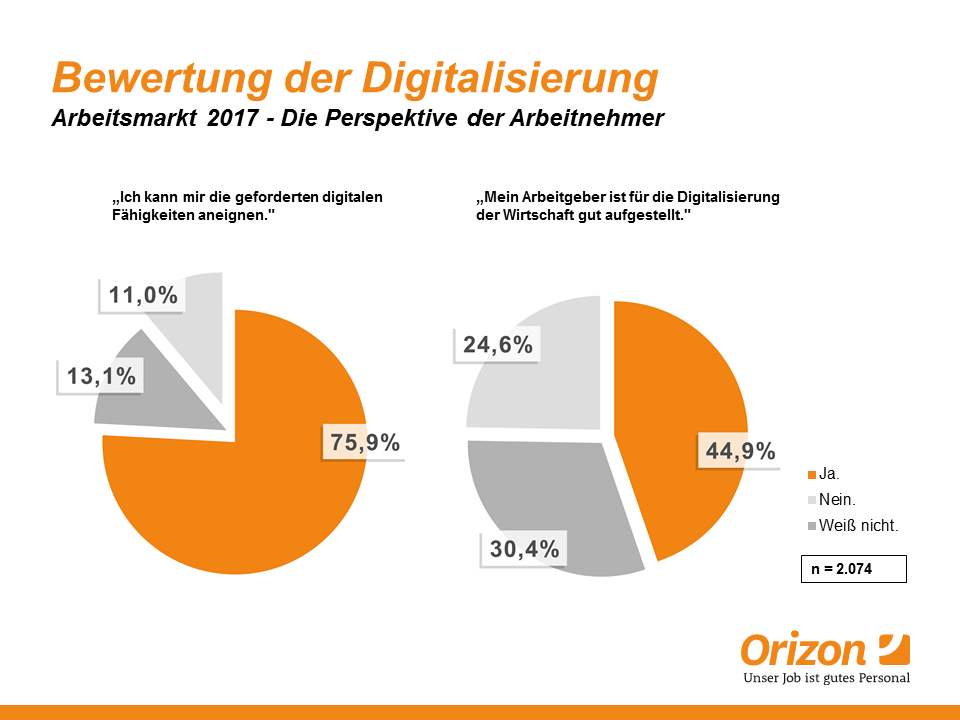 Bewertung der Digitalisierung
Arbeitsmarkt 2017 - Die Perspektive der Arbeitnehmer
„Ich kann mir die geforderten digitalen
Fähigkeiten aneignen."
11,0%
13,1%
75,9%
„Mein Arbeitgeber ist für die Digitalisierung
der Wirtschaft gut aufgestellt."
24,6%
44,9%
30,4%
Ja.
Nein.
Weiß nicht.
n = 2.074
Orizon
Unser Job ist gutes Personal